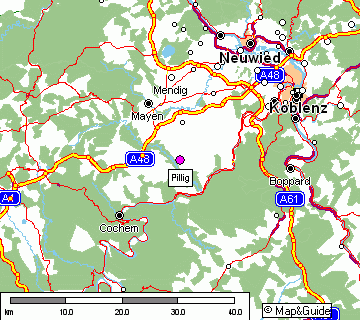 Neuwied
A48
Mendig
Koblenz
Mayen
A48
Pillig
Boppard
A61
Cochem
km 10.0 20.0 30.0 40.0
© Map&Guide